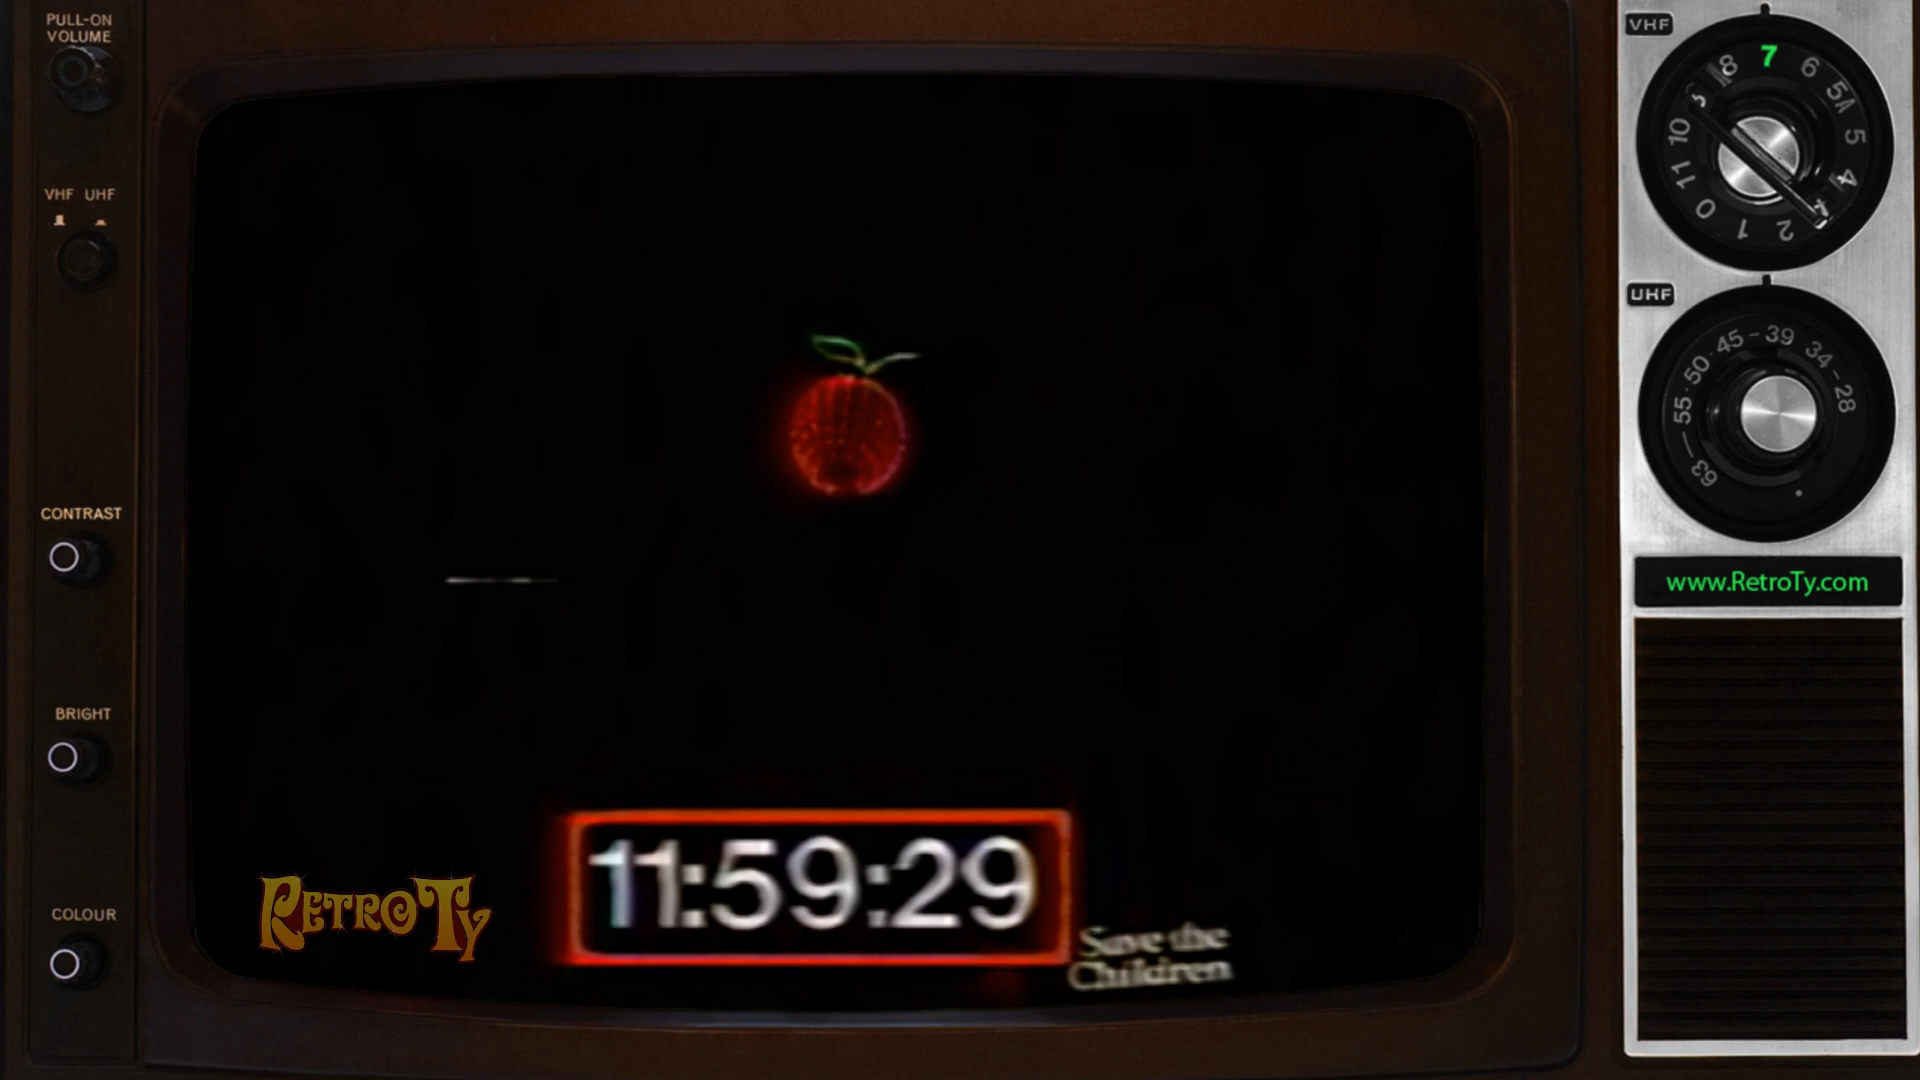 PULL-ON
VOLUME
VHF UHF
CONTRAST
BRIGHT
COLOUR
RETROTY
11:59:29
Save the
Children
VHF
7
6
5A
5
4
2
1
0
11
10
9
8
UHF
63 55 50 45 39 34 28
www.RetroTy.com